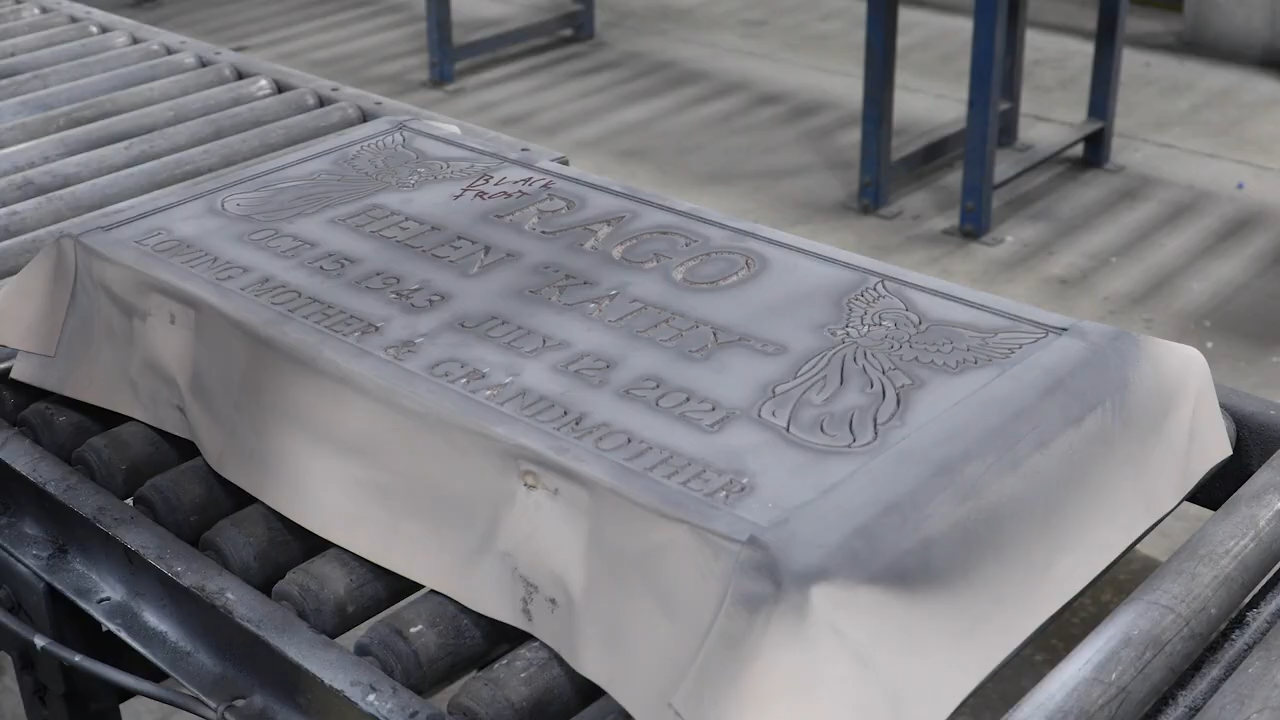 BLACK
FROST
RAGO
HELEN "KATHY"
OCT. 15, 1943 JULY 12, 2021
LOVING MOTHER & GRANDMOTHER